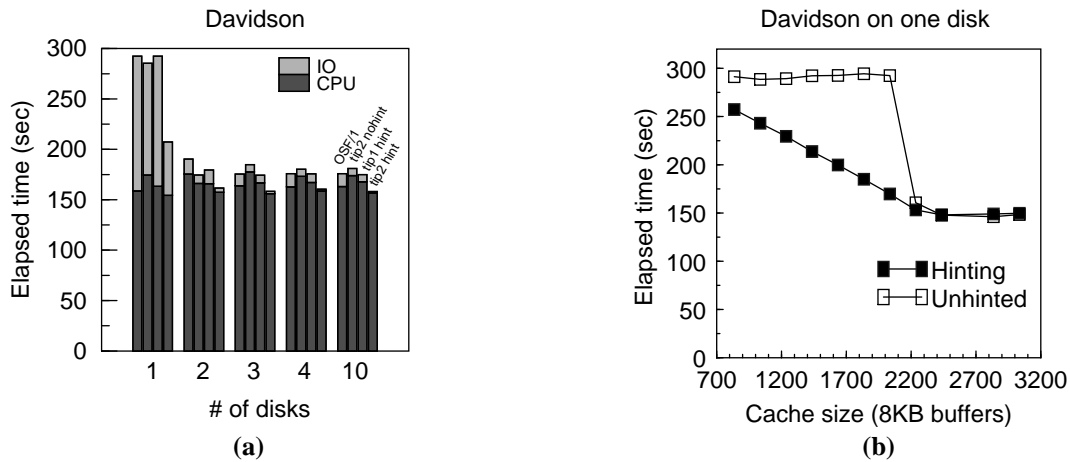 Davidson
Elapsed time (sec)
300
250
200
150
100
50
0
IO
CPU
OSF/1
tip2 nohint
tip1 hint
tip2 hint
1 2 3 4 10
# of disks
(a)
Davidson on one disk
Elapsed time (sec)
300
250
200
150
100
50
0
Hinting
Unhinted
700 1200 1700 2200 2700 3200
Cache size (8KB buffers)
(b)